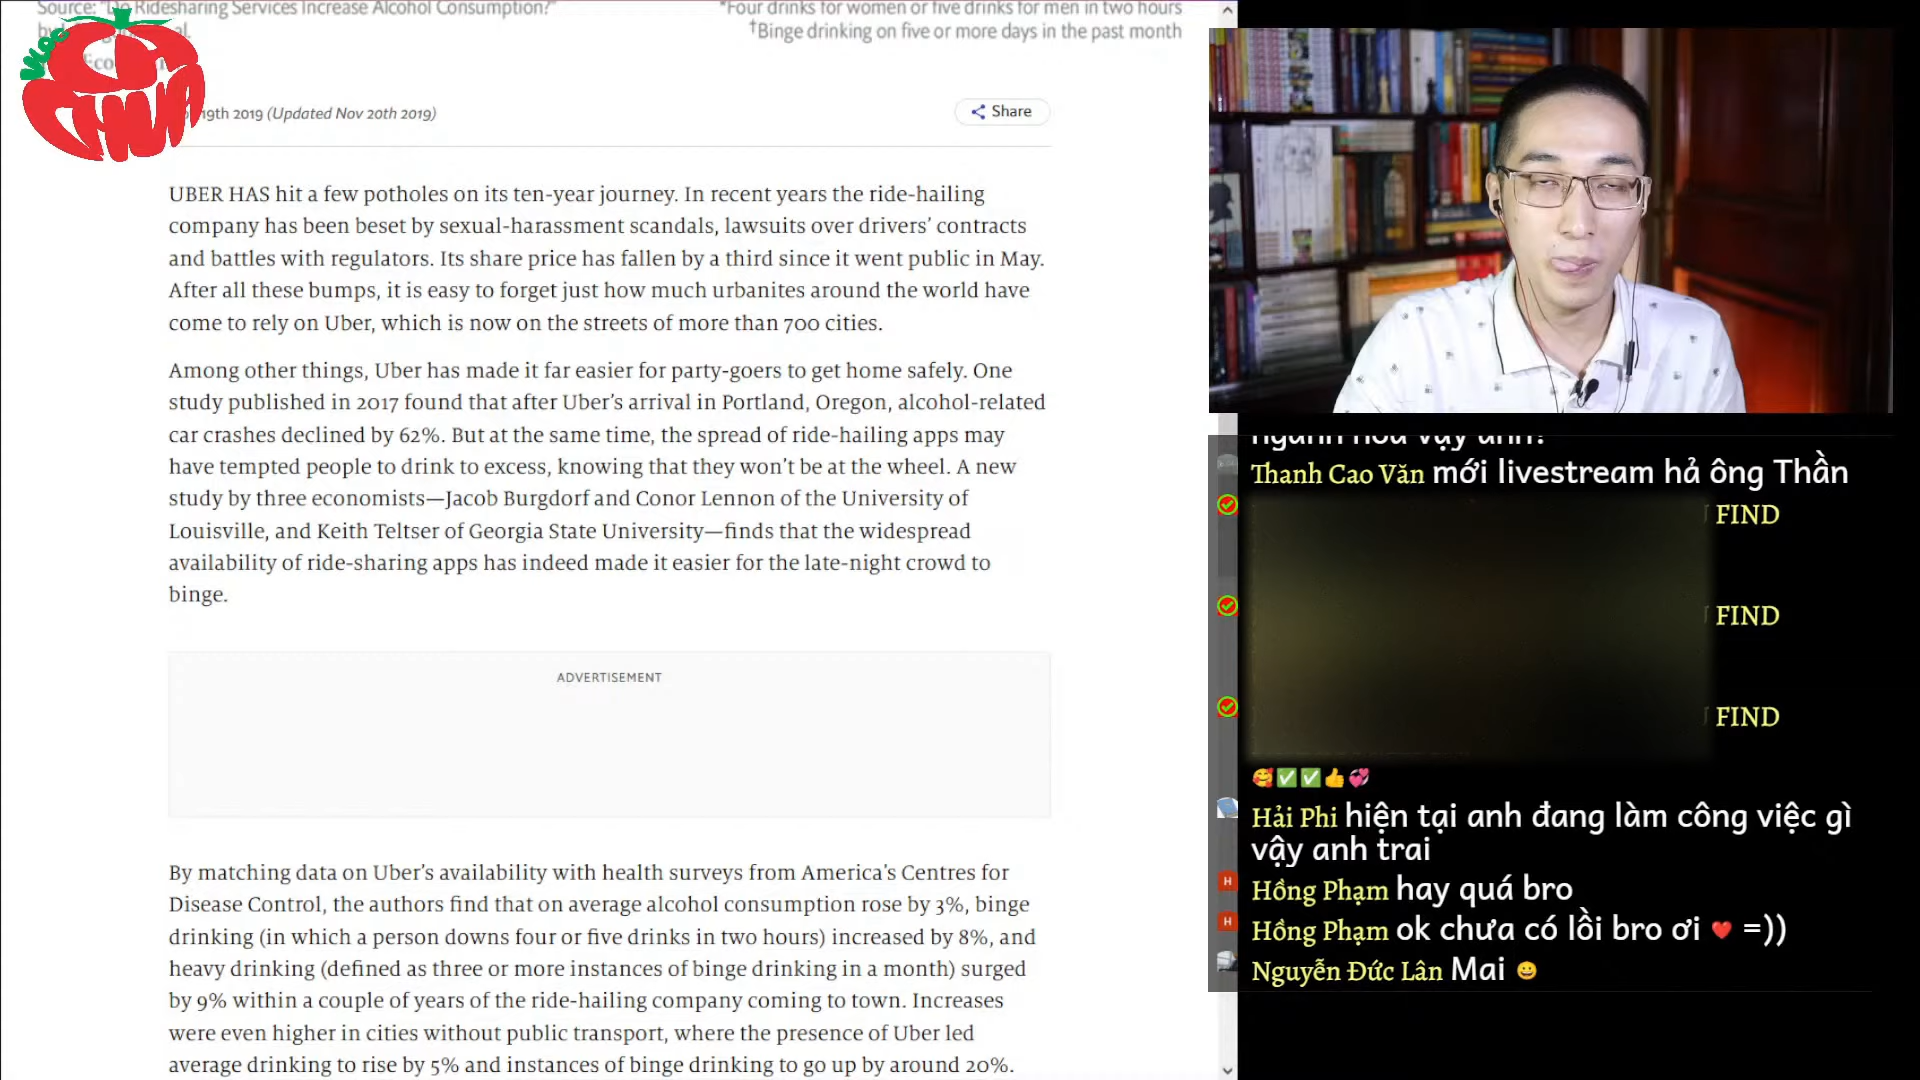 Source: "Do Ridesharing Services Increase Alcohol Consumption?"
*Four drinks for women or five drinks for men in two hours
†Binge drinking on five or more days in the past month
VLOG
CÀ CHUA
19th 2019 (Updated Nov 20th 2019)
Share
UBER HAS hit a few potholes on its ten-year journey. In recent years the ride-hailing
company has been beset by sexual-harassment scandals, lawsuits over drivers’ contracts
and battles with regulators. Its share price has fallen by a third since it went public in May.
After all these bumps, it is easy to forget just how much urbanites around the world have
come to rely on Uber, which is now on the streets of more than 700 cities.
Among other things, Uber has made it far easier for party-goers to get home safely. One
study published in 2017 found that after Uber’s arrival in Portland, Oregon, alcohol-related
car crashes declined by 62%. But at the same time, the spread of ride-hailing apps may
have tempted people to drink to excess, knowing that they won’t be at the wheel. A new
study by three economists—Jacob Burgdorf and Conor Lennon of the University of
Louisville, and Keith Teltser of Georgia State University—finds that the widespread
availability of ride-sharing apps has indeed made it easier for the late-night crowd to
binge.
ADVERTISEMENT
By matching data on Uber’s availability with health surveys from America’s Centres for
Disease Control, the authors find that on average alcohol consumption rose by 3%, binge
drinking (in which a person downs four or five drinks in two hours) increased by 8%, and
heavy drinking (defined as three or more instances of binge drinking in a month) surged
by 9% within a couple of years of the ride-hailing company coming to town. Increases
were even higher in cities without public transport, where the presence of Uber led
average drinking to rise by 5% and instances of binge drinking to go up by around 20%.
ngành hóa vậy anh?
Thanh Cao Văn mới livestream hả ông Thần
FIND
FIND
FIND
🥰✅✅👍💞
Hải Phi hiện tại anh đang làm công việc gì
vậy anh trai
H
Hồng Phạm hay quá bro
H
Hồng Phạm ok chưa có lồi bro ơi ❤️ =))
Nguyễn Đức Lân Mai 😀